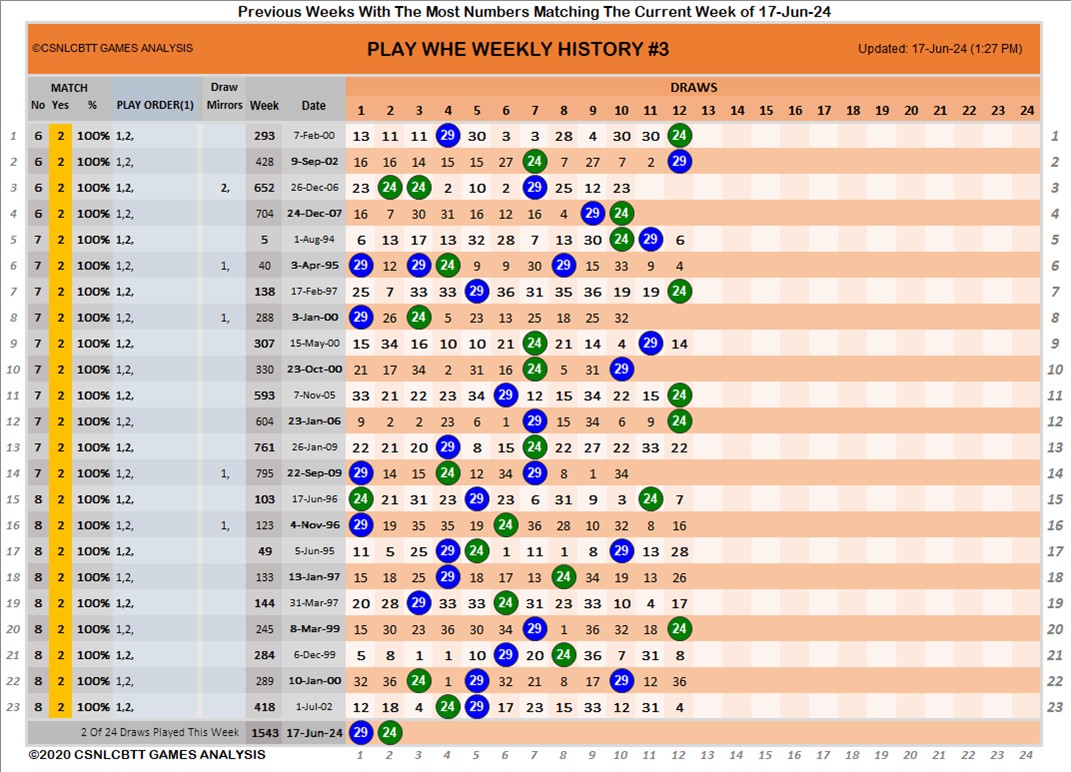 Previous Weeks With The Most Numbers Matching The Current Week of 17-Jun-24
©CSNLCBTT GAMES ANALYSIS PLAY WHE WEEKLY HISTORY #3 Updated: 17-Jun-24 (1:27 PM)
MATCH Draw DRAWS
No Yes % PLAY ORDER(1) Mirrors Week Date 1 2 3 4 5 6 7 8 9 10 11 12 13 14 15 16 17 18 19 20 21 22 23 24
1 6 2 100% 1,2, 293 7-Feb-00 13 11 11 29 30 3 3 28 4 30 30 24 1
2 6 2 100% 1,2, 428 9-Sep-02 16 16 14 15 15 27 24 7 27 7 2 29 2
3 6 2 100% 1,2, 2, 652 26-Dec-06 23 24 24 2 10 2 29 25 12 23 3
4 6 2 100% 1,2, 704 24-Dec-07 16 7 30 31 16 12 16 4 29 24 4
5 7 2 100% 1,2, 5 1-Aug-94 6 13 17 13 32 28 7 13 30 24 29 6 5
6 7 2 100% 1,2, 1, 40 3-Apr-95 29 12 29 24 9 9 30 29 15 33 9 4 6
7 7 2 100% 1,2, 138 17-Feb-97 25 7 33 33 29 36 31 35 36 19 19 24 7
8 7 2 100% 1,2, 1, 288 3-Jan-00 29 26 24 5 23 13 25 18 25 32 8
9 7 2 100% 1,2, 307 15-May-00 15 34 16 10 10 21 24 21 14 4 29 14 9
10 7 2 100% 1,2, 330 23-Oct-00 21 17 34 2 31 16 24 5 31 29 10
11 7 2 100% 1,2, 593 7-Nov-05 33 21 22 23 34 29 12 15 34 22 15 24 11
12 7 2 100% 1,2, 604 23-Jan-06 9 2 2 23 6 1 29 15 34 6 9 24 12
13 7 2 100% 1,2, 761 26-Jan-09 22 21 20 29 8 15 24 22 27 22 33 22 13
14 7 2 100% 1,2, 1, 795 22-Sep-09 29 14 15 24 12 34 29 8 1 34 14
15 8 2 100% 1,2, 103 17-Jun-96 24 21 31 23 29 23 6 31 9 3 24 7 15
16 8 2 100% 1,2, 1, 123 4-Nov-96 29 19 35 35 19 24 36 28 10 32 8 16 16
17 8 2 100% 1,2, 49 5-Jun-95 11 5 25 29 24 1 11 1 8 29 13 28 17
18 8 2 100% 1,2, 133 13-Jan-97 15 18 25 29 18 17 13 24 34 19 13 26 18
19 8 2 100% 1,2, 144 31-Mar-97 20 28 29 33 33 24 31 23 33 10 4 17 19
20 8 2 100% 1,2, 245 8-Mar-99 15 30 23 36 30 34 29 1 36 32 18 24 20
21 8 2 100% 1,2, 284 6-Dec-99 5 8 1 1 10 29 20 24 36 7 31 8 21
22 8 2 100% 1,2, 289 10-Jan-00 32 36 24 1 29 32 21 8 17 29 12 36 22
23 8 2 100% 1,2, 418 1-Jul-02 12 18 4 24 29 17 23 15 33 12 31 4 23
2 Of 24 Draws Played This Week 1543 17-Jun-24 29 24
©2020 CSNLCBTT GAMES ANALYSIS 1 2 3 4 5 6 7 8 9 10 11 12 13 14 15 16 17 18 19 20 21 22 23 24